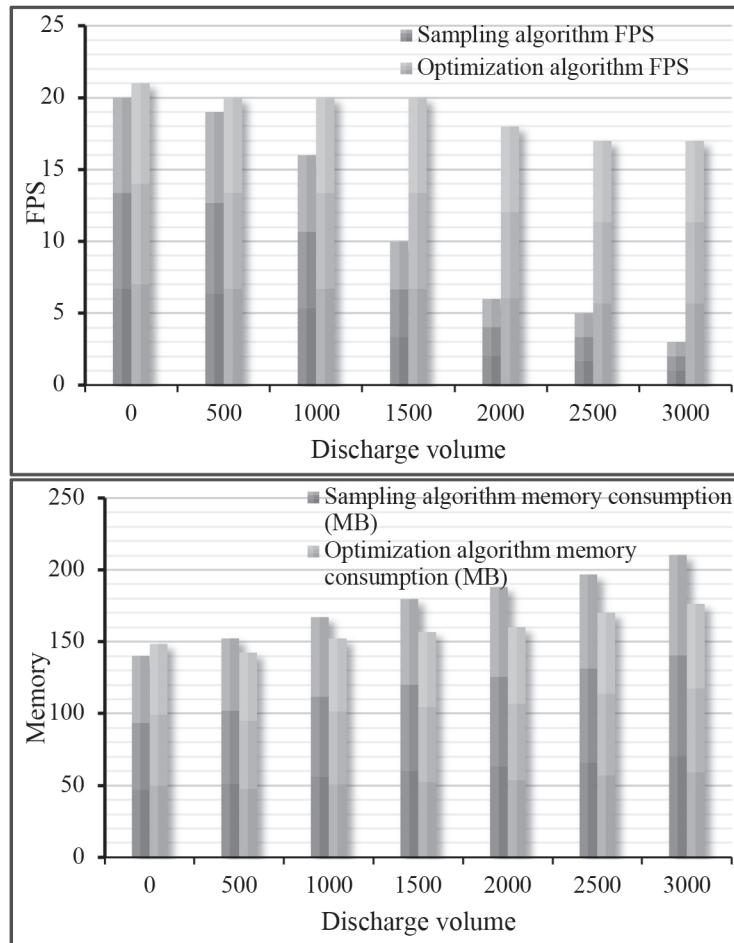 25
20
15
10
5
0
FPS
Sampling algorithm FPS
Optimization algorithm FPS
0 500 1000 1500 2000 2500 3000
Discharge volume
250
200
150
100
50
0
Memory
Sampling algorithm memory consumption
(MB)
Optimization algorithm memory
consumption (MB)
0 500 1000 1500 2000 2500 3000
Discharge volume